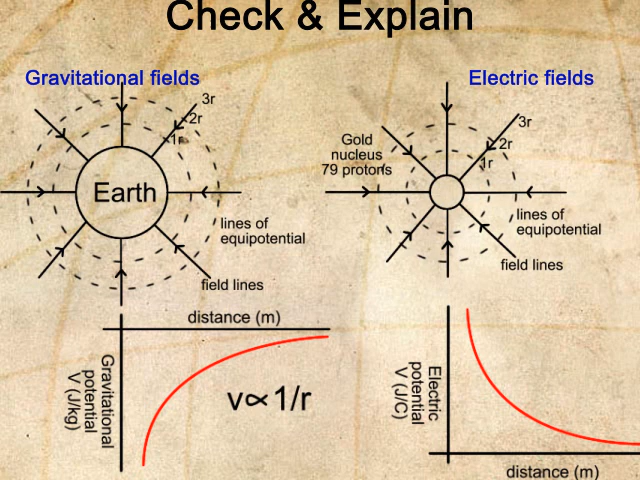 Check & Explain
Gravitational fields
Electric fields
3r
2r
1r
Earth
lines of
equipotential
field lines
Gold
nucleus
79 protons
3r
2r
1r
lines of
equipotential
field lines
distance (m)
Gravitational
potential
V (J/kg)
v∝1/r
Electric
potential
V (J/C)
distance (m)